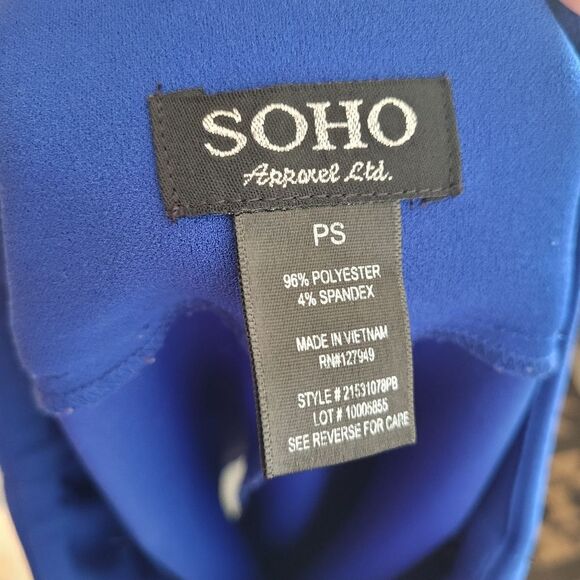 SOHO
Apparel Ltd.
PS
96% POLYESTER
4% SPANDEX
MADE IN VIETNAM
RN#127949
STYLE # 21531078PB
LOT # 10006855
SEE REVERSE FOR CARE